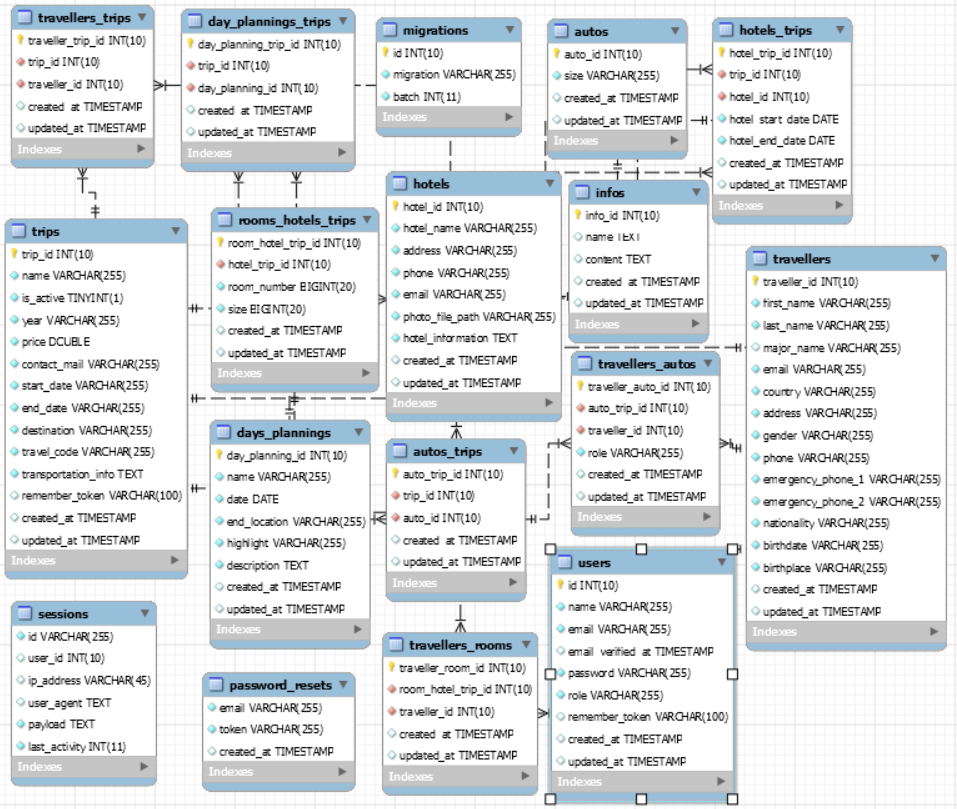 travellers_trips
traveller_trip_id INT(10)
trip_id INT(10)
traveller_id INT(10)
created_at TIMESTAMP
updated_at TIMESTAMP
Indexes
day_plannings_trips
day_planning_trip_id INT(10)
trip_id INT(10)
day_planning_id INT(10)
created_at TIMESTAMP
updated_at TIMESTAMP
Indexes
migrations
id INT(10)
migration VARCHAR(255)
batch INT(11)
Indexes
autos
auto_id INT(10)
size VARCHAR(255)
created_at TIMESTAMP
updated_at TIMESTAMP
Indexes
hotels_trips
hotel_trip_id INT(10)
trip_id INT(10)
hotel_id INT(10)
hotel_start_date DATE
hotel_end_date DATE
created_at TIMESTAMP
updated_at TIMESTAMP
Indexes
trips
trip_id INT(10)
name VARCHAR(255)
is_active TINYINT(1)
year VARCHAR(255)
price DOUBLE
contact_mail VARCHAR(255)
start_date VARCHAR(255)
end_date VARCHAR(255)
destination VARCHAR(255)
travel_code VARCHAR(255)
transportation_info TEXT
remember_token VARCHAR(100)
created_at TIMESTAMP
updated_at TIMESTAMP
Indexes
rooms_hotels_trips
room_hotel_trip_id INT(10)
hotel_trip_id INT(10)
room_number BIGINT(20)
size BIGINT(20)
created_at TIMESTAMP
updated_at TIMESTAMP
Indexes
hotels
hotel_id INT(10)
hotel_name VARCHAR(255)
address VARCHAR(255)
phone VARCHAR(255)
email VARCHAR(255)
photo_file_path VARCHAR(255)
hotel_information TEXT
created_at TIMESTAMP
updated_at TIMESTAMP
Indexes
infos
info_id INT(10)
name TEXT
content TEXT
created_at TIMESTAMP
updated_at TIMESTAMP
Indexes
travellers
traveller_id INT(10)
first_name VARCHAR(255)
last_name VARCHAR(255)
major_name VARCHAR(255)
email VARCHAR(255)
country VARCHAR(255)
address VARCHAR(255)
gender VARCHAR(255)
phone VARCHAR(255)
emergency_phone_1 VARCHAR(255)
emergency_phone_2 VARCHAR(255)
nationality VARCHAR(255)
birthdate VARCHAR(255)
birthplace VARCHAR(255)
created_at TIMESTAMP
updated_at TIMESTAMP
Indexes
travellers_autos
traveller_auto_id INT(10)
auto_trip_id INT(10)
traveller_id INT(10)
role VARCHAR(255)
created_at TIMESTAMP
updated_at TIMESTAMP
Indexes
days_plannings
day_planning_id INT(10)
name VARCHAR(255)
date DATE
end_location VARCHAR(255)
highlight VARCHAR(255)
description TEXT
created_at TIMESTAMP
updated_at TIMESTAMP
Indexes
autos_trips
auto_trip_id INT(10)
trip_id INT(10)
auto_id INT(10)
created_at TIMESTAMP
updated_at TIMESTAMP
Indexes
users
id INT(10)
name VARCHAR(255)
email VARCHAR(255)
email_verified_at TIMESTAMP
password VARCHAR(255)
role VARCHAR(255)
remember_token VARCHAR(100)
created_at TIMESTAMP
updated_at TIMESTAMP
Indexes
sessions
id VARCHAR(255)
user_id INT(10)
ip_address VARCHAR(45)
user_agent TEXT
payload TEXT
last_activity INT(11)
Indexes
password_resets
email VARCHAR(255)
token VARCHAR(255)
created_at TIMESTAMP
Indexes
travellers_rooms
traveller_room_id INT(10)
room_hotel_trip_id INT(10)
traveller_id INT(10)
created_at TIMESTAMP
updated_at TIMESTAMP
Indexes